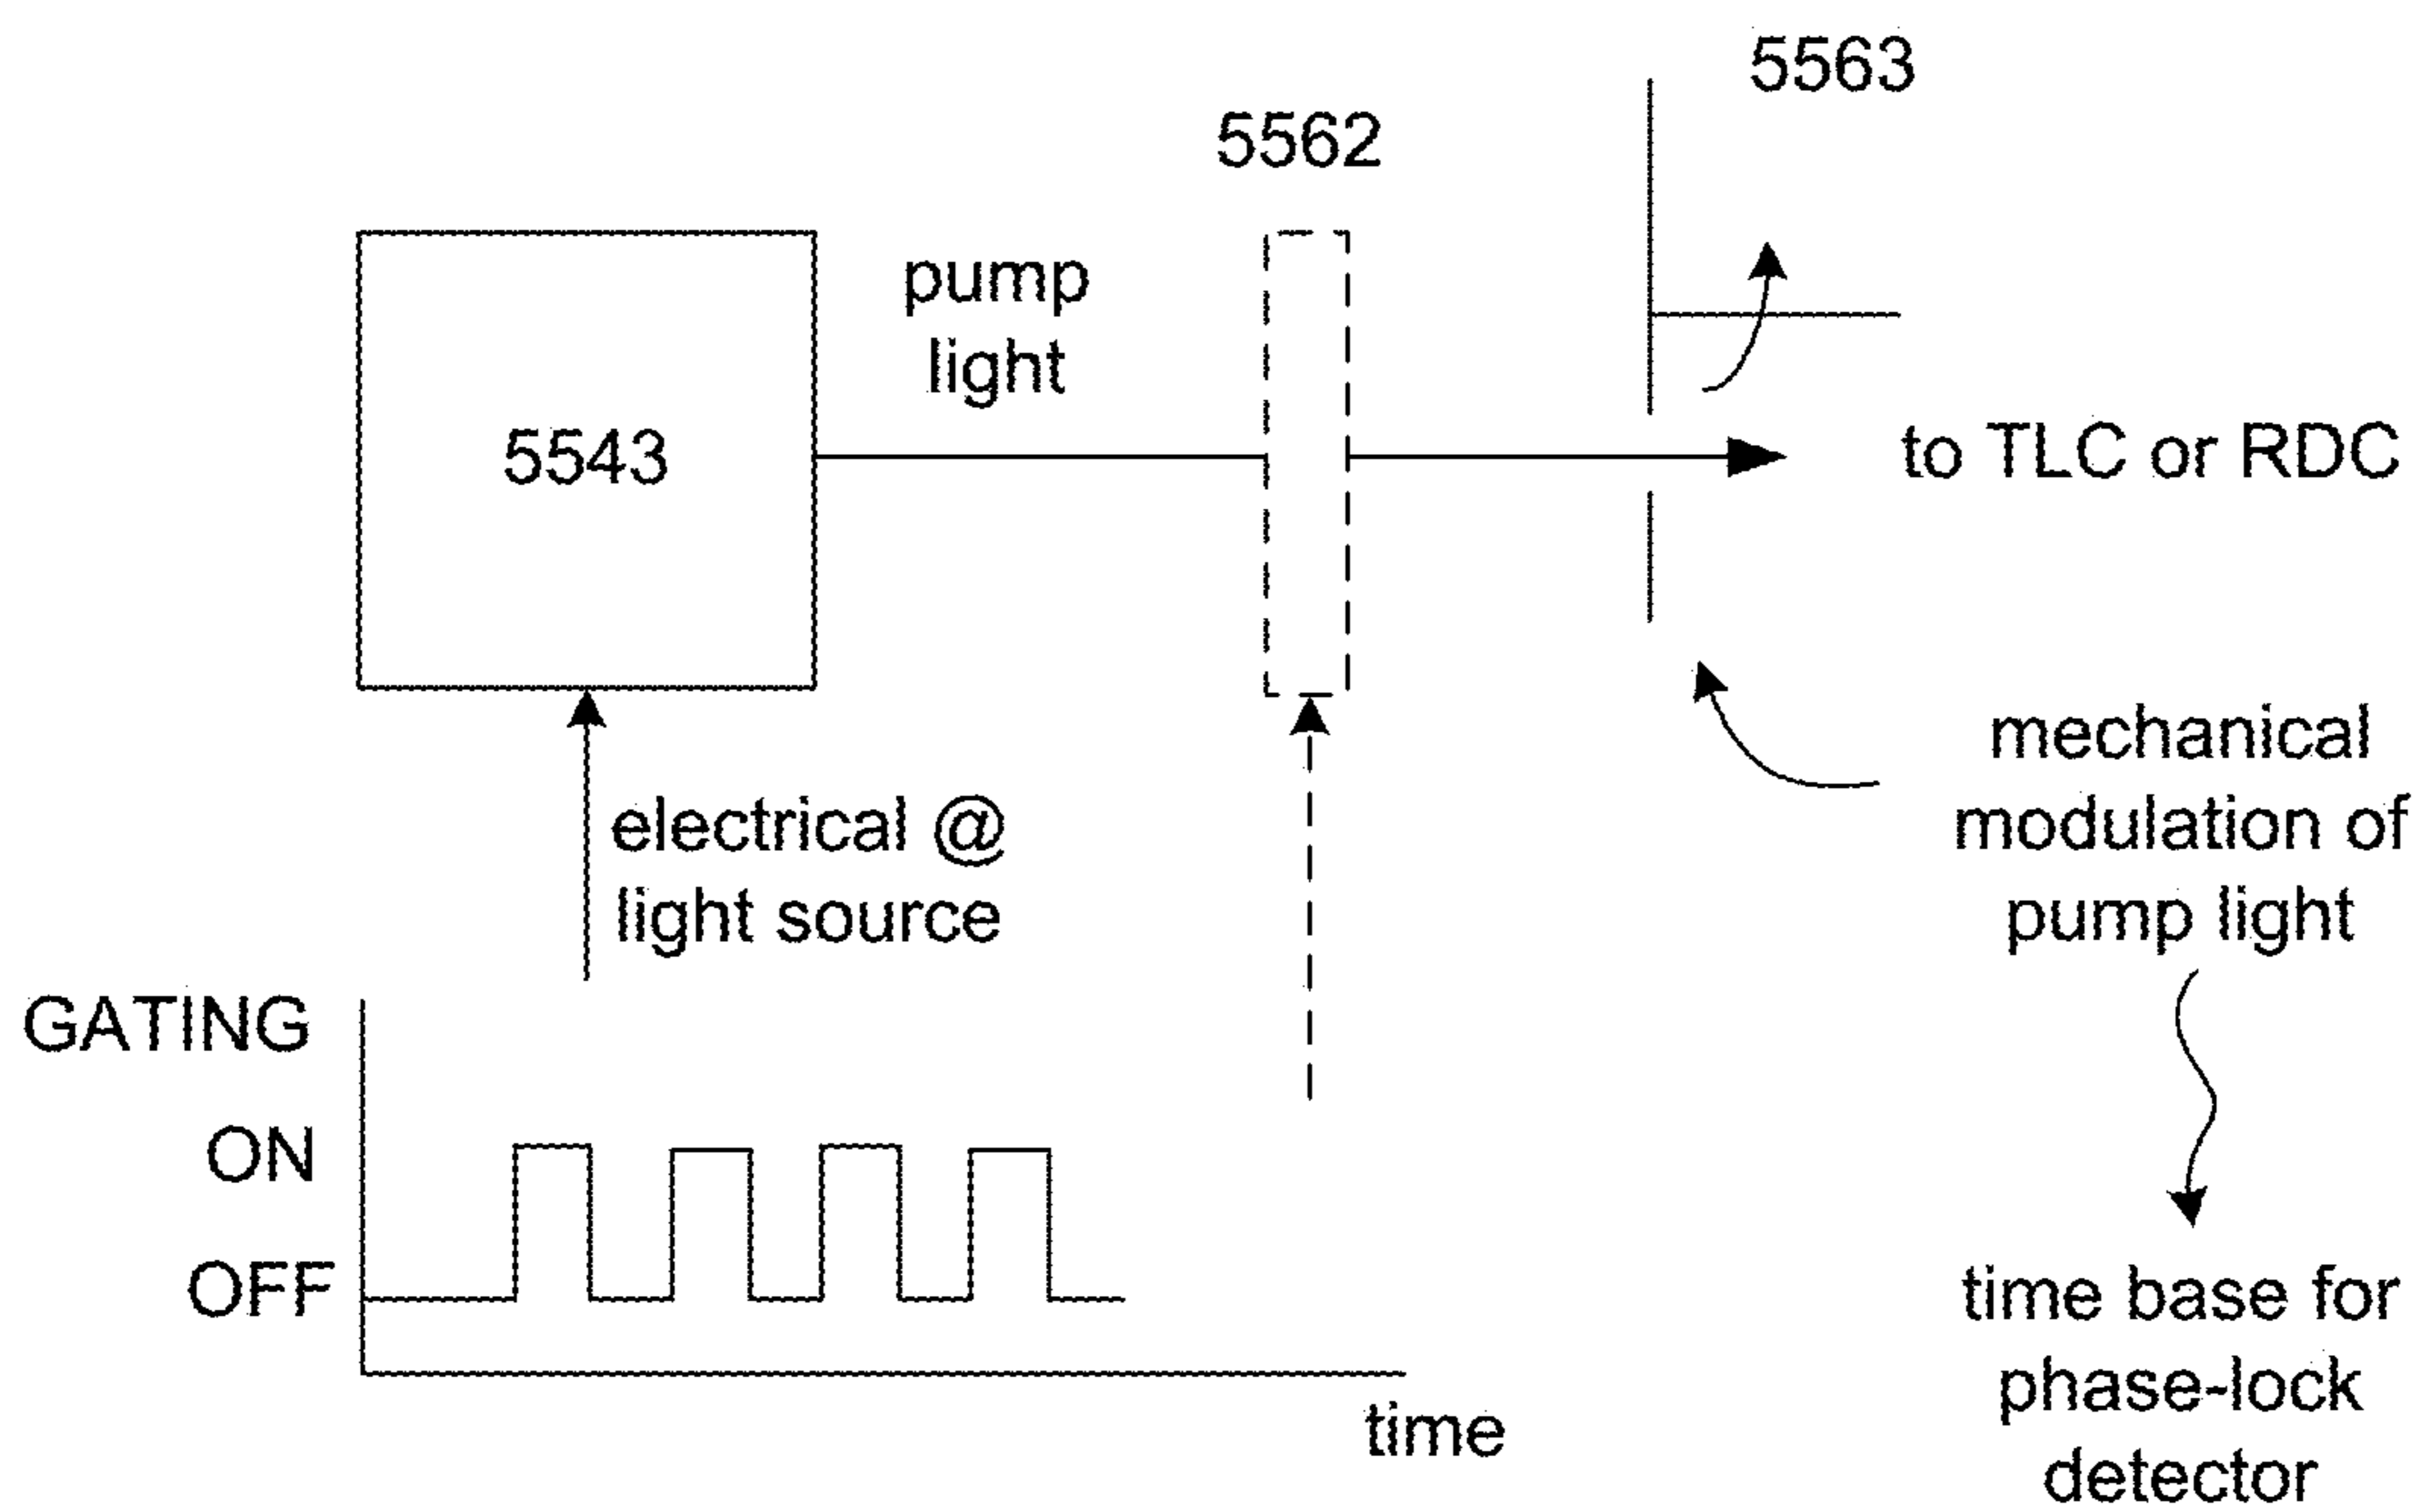 5563
5562
pump
light
5543
to TLC or RDC
mechanical
modulation of
pump light
electrical @
light source
GATING
ON
OFF
time
time base for
phase-lock
detector